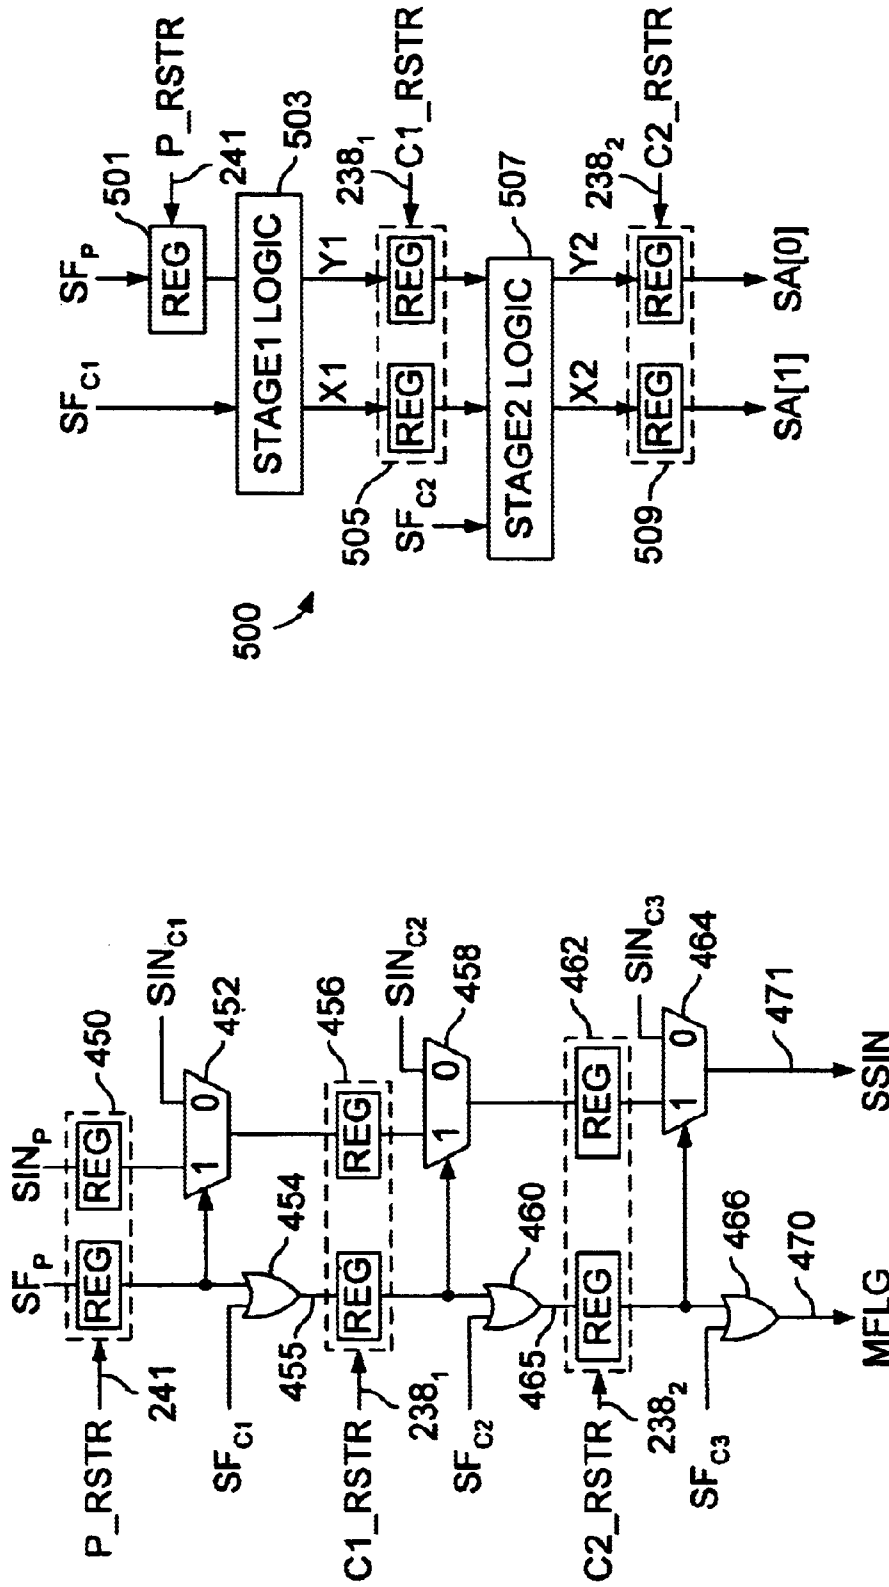 SF_P
SIN_P
450
REG
REG
P_RSTR
241
SIN_C1
1
0
452
454
SF_C1
455
456
REG
REG
C1_RSTR
238_1
SIN_C2
1
0
458
460
SF_C2
465
462
REG
REG
C2_RSTR
238_2
SIN_C3
1
0
464
466
SF_C3
470
471
MFLG
SSIN
500
SF_C1
SF_P
501
REG
P_RSTR
241
STAGE1 LOGIC
503
X1
Y1
238_1
C1_RSTR
505
REG
REG
SF_C2
STAGE2 LOGIC
507
X2
Y2
238_2
C2_RSTR
509
REG
REG
SA[1]
SA[0]